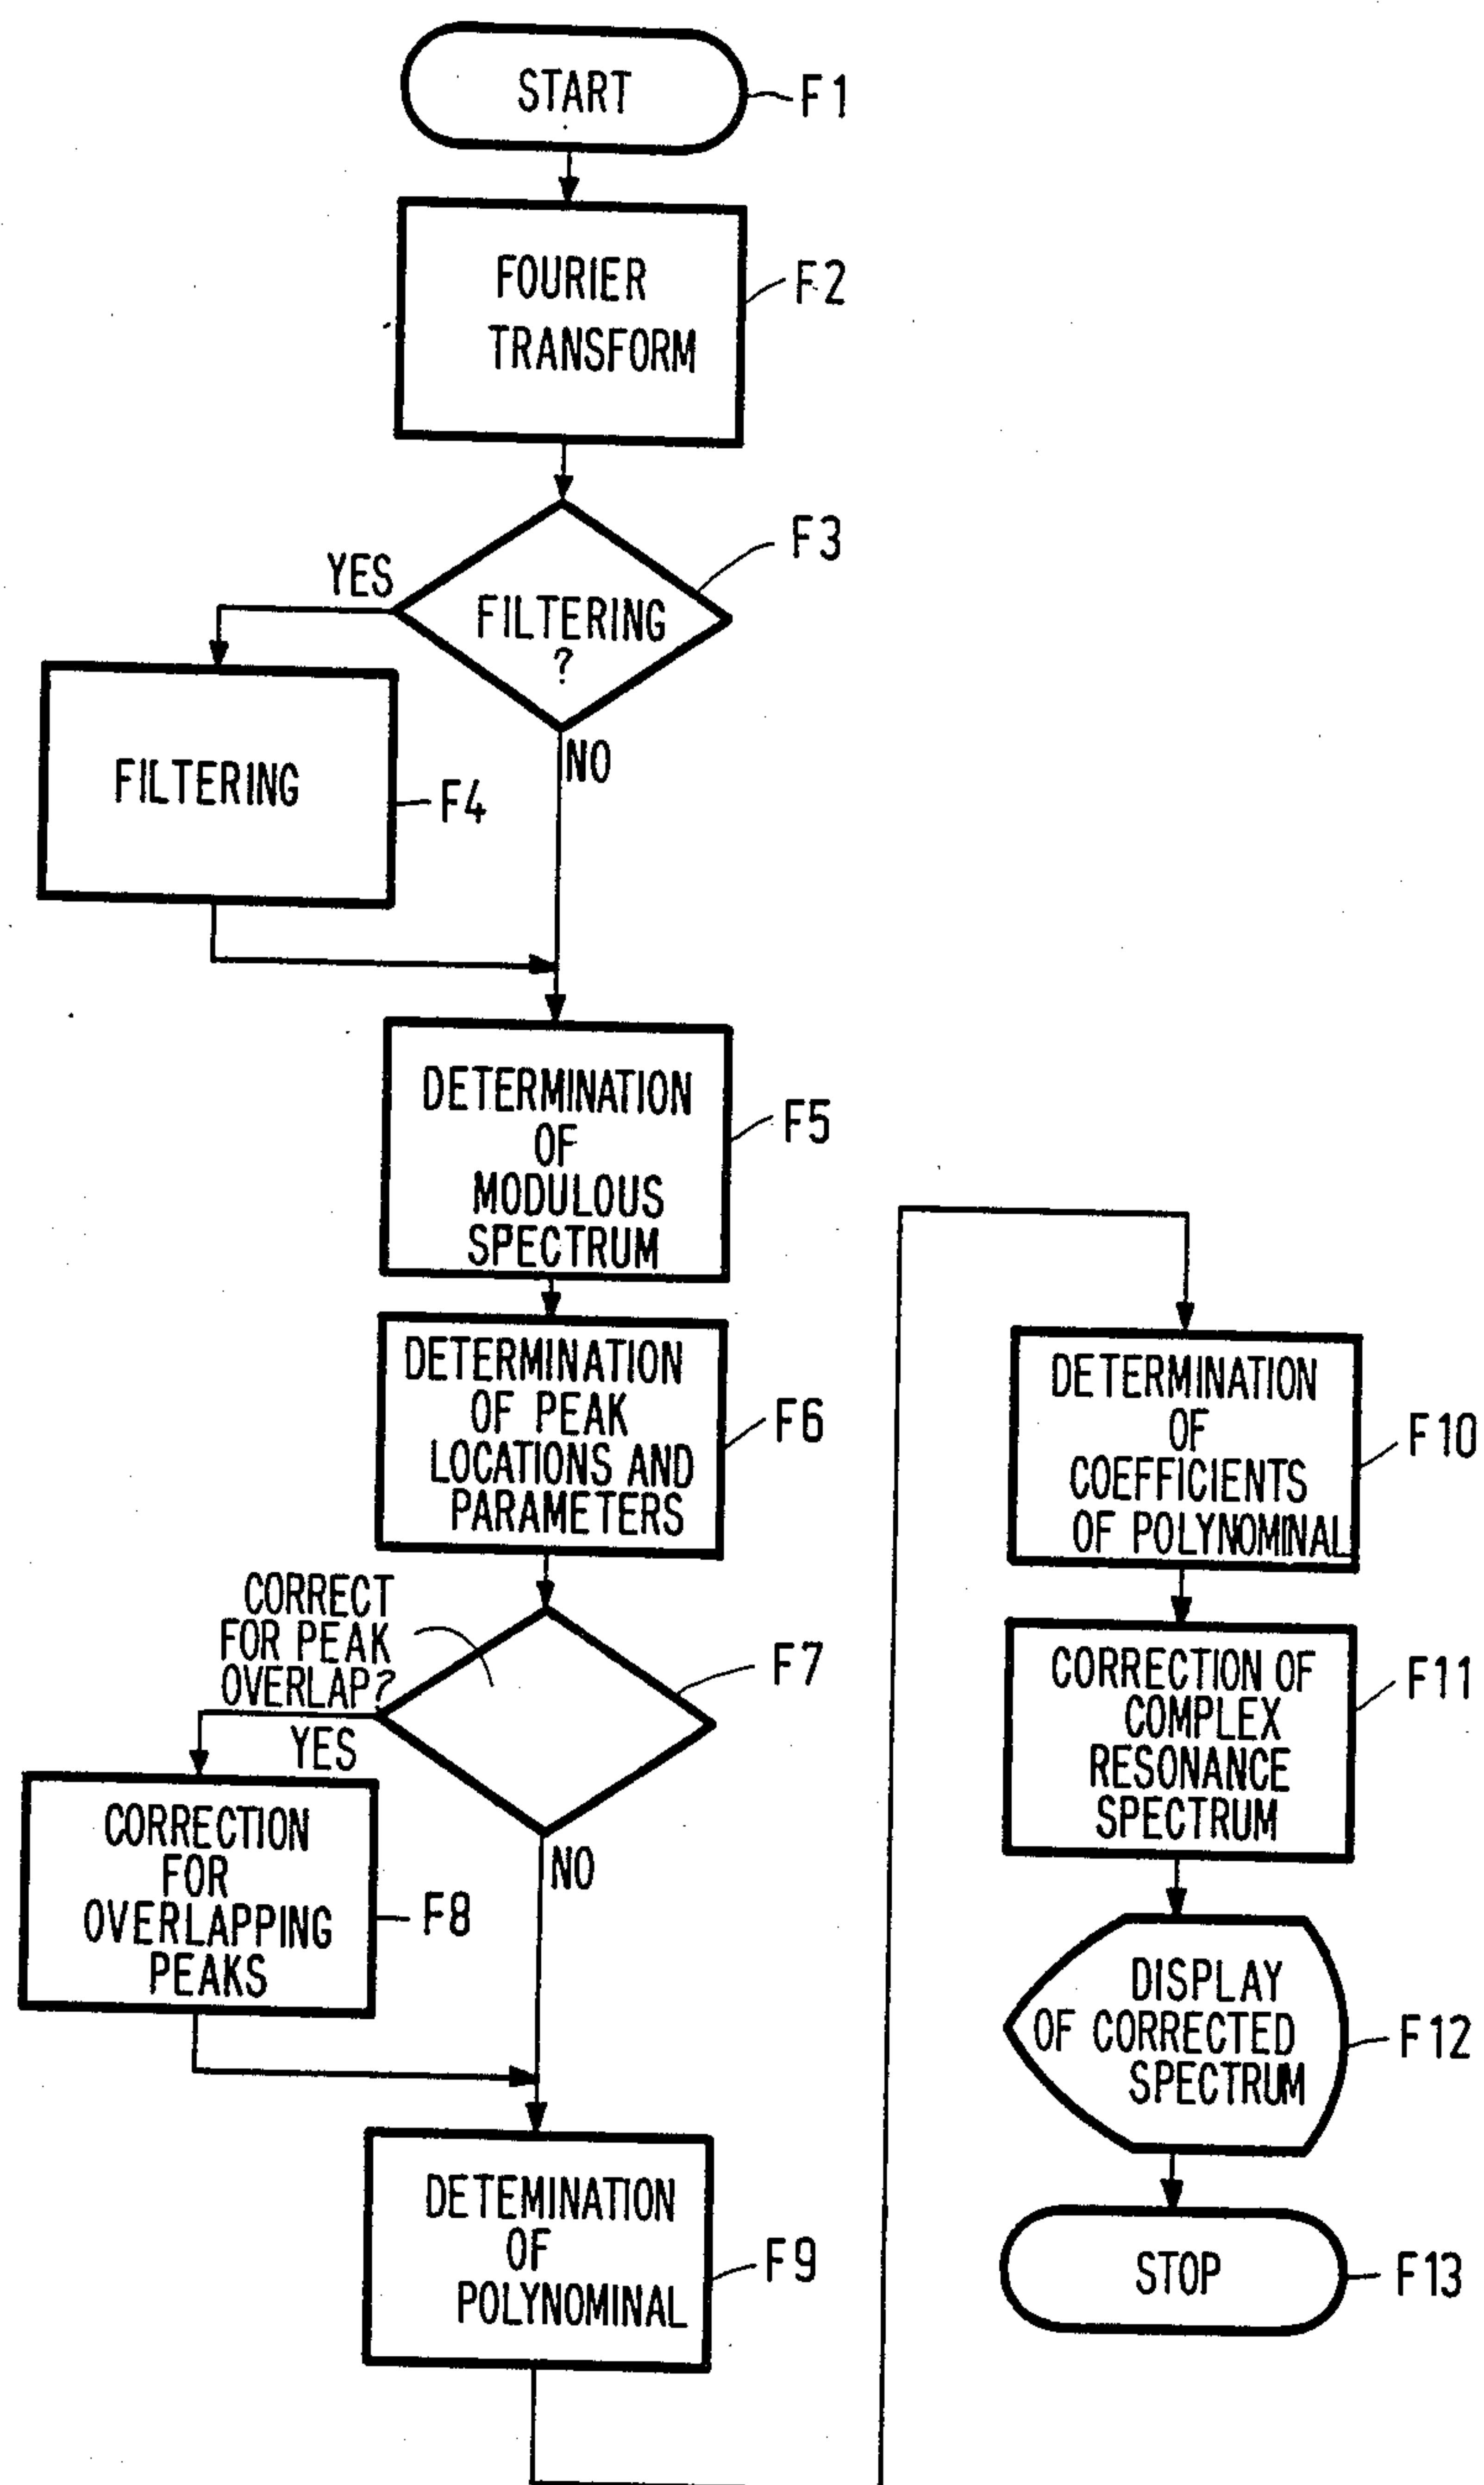 START
F1
FOURIER
TRANSFORM
F2
FILTERING
?
F3
YES
NO
FILTERING
F4
DETERMINATION
OF
MODULOUS
SPECTRUM
F5
DETERMINATION
OF PEAK
LOCATIONS AND
PARAMETERS
F6
CORRECT
FOR PEAK
OVERLAP?
F7
YES
NO
CORRECTION
FOR
OVERLAPPING
PEAKS
F8
DETEMINATION
OF
POLYNOMINAL
F9
DETERMINATION
OF
COEFFICIENTS
OF POLYNOMINAL
F10
CORRECTION OF
COMPLEX
RESONANCE
SPECTRUM
F11
DISPLAY
OF CORRECTED
SPECTRUM
F12
STOP
F13